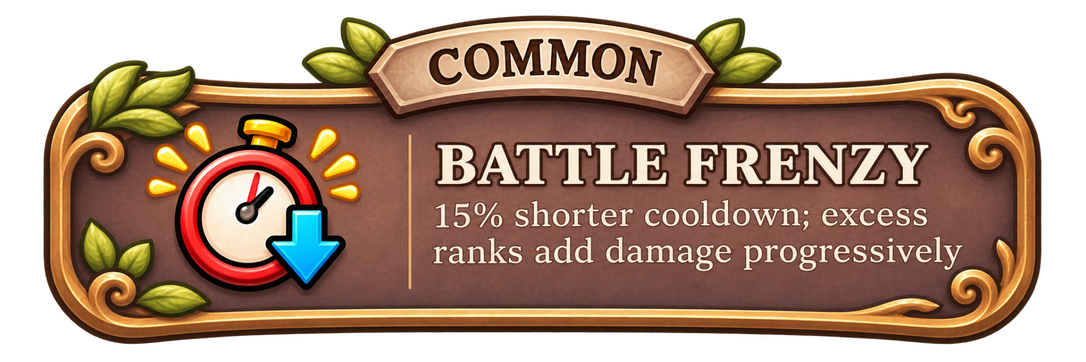 COMMON
BATTLE FRENZY
15% shorter cooldown; excess
ranks add damage progressively